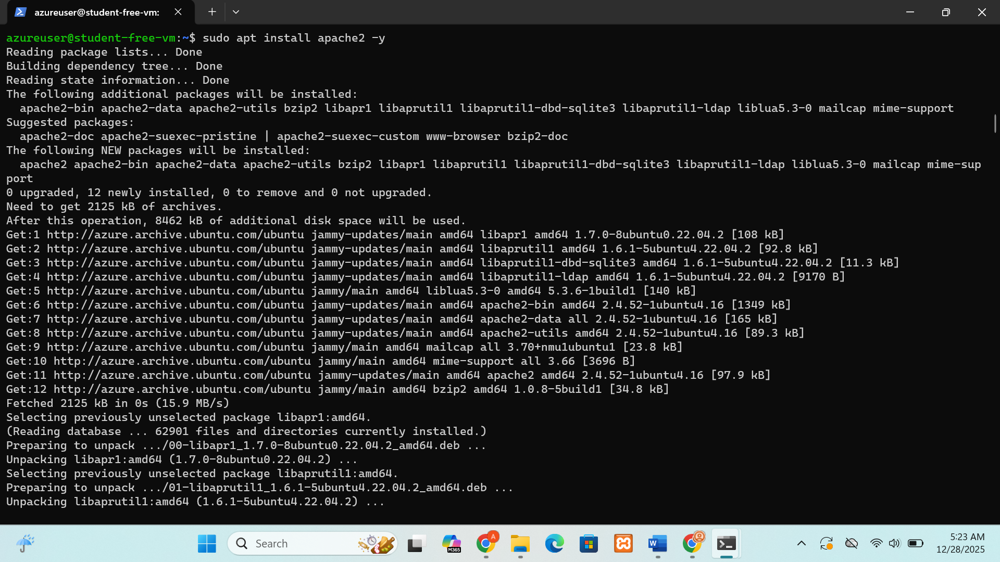 azureuser@student-free-vm:
azureuser@student-free-vm:~$ sudo apt install apache2 -y
Reading package lists... Done
Building dependency tree... Done
Reading state information... Done
The following additional packages will be installed:
  apache2-bin apache2-data apache2-utils bzip2 libapr1 libaprutil1 libaprutil1-dbd-sqlite3 libaprutil1-ldap liblua5.3-0 mailcap mime-support
Suggested packages:
  apache2-doc apache2-suexec-pristine | apache2-suexec-custom www-browser bzip2-doc
The following NEW packages will be installed:
  apache2 apache2-bin apache2-data apache2-utils bzip2 libapr1 libaprutil1 libaprutil1-dbd-sqlite3 libaprutil1-ldap liblua5.3-0 mailcap mime-sup
port
0 upgraded, 12 newly installed, 0 to remove and 0 not upgraded.
Need to get 2125 kB of archives.
After this operation, 8462 kB of additional disk space will be used.
Get:1 http://azure.archive.ubuntu.com/ubuntu jammy-updates/main amd64 libapr1 amd64 1.7.0-8ubuntu0.22.04.2 [108 kB]
Get:2 http://azure.archive.ubuntu.com/ubuntu jammy-updates/main amd64 libaprutil1 amd64 1.6.1-5ubuntu4.22.04.2 [92.8 kB]
Get:3 http://azure.archive.ubuntu.com/ubuntu jammy-updates/main amd64 libaprutil1-dbd-sqlite3 amd64 1.6.1-5ubuntu4.22.04.2 [11.3 kB]
Get:4 http://azure.archive.ubuntu.com/ubuntu jammy-updates/main amd64 libaprutil1-ldap amd64 1.6.1-5ubuntu4.22.04.2 [9170 B]
Get:5 http://azure.archive.ubuntu.com/ubuntu jammy/main amd64 liblua5.3-0 amd64 5.3.6-1build1 [140 kB]
Get:6 http://azure.archive.ubuntu.com/ubuntu jammy-updates/main amd64 apache2-bin amd64 2.4.52-1ubuntu4.16 [1349 kB]
Get:7 http://azure.archive.ubuntu.com/ubuntu jammy-updates/main amd64 apache2-data all 2.4.52-1ubuntu4.16 [165 kB]
Get:8 http://azure.archive.ubuntu.com/ubuntu jammy-updates/main amd64 apache2-utils amd64 2.4.52-1ubuntu4.16 [89.3 kB]
Get:9 http://azure.archive.ubuntu.com/ubuntu jammy/main amd64 mailcap all 3.70+nmu1ubuntu1 [23.8 kB]
Get:10 http://azure.archive.ubuntu.com/ubuntu jammy/main amd64 mime-support all 3.66 [3696 B]
Get:11 http://azure.archive.ubuntu.com/ubuntu jammy-updates/main amd64 apache2 amd64 2.4.52-1ubuntu4.16 [97.9 kB]
Get:12 http://azure.archive.ubuntu.com/ubuntu jammy/main amd64 bzip2 amd64 1.0.8-5build1 [34.8 kB]
Fetched 2125 kB in 0s (15.9 MB/s)
Selecting previously unselected package libapr1:amd64.
(Reading database ... 62901 files and directories currently installed.)
Preparing to unpack .../00-libapr1_1.7.0-8ubuntu0.22.04.2_amd64.deb ...
Unpacking libapr1:amd64 (1.7.0-8ubuntu0.22.04.2) ...
Selecting previously unselected package libaprutil1:amd64.
Preparing to unpack .../01-libaprutil1_1.6.1-5ubuntu4.22.04.2_amd64.deb ...
Unpacking libaprutil1:amd64 (1.6.1-5ubuntu4.22.04.2) ...
Search
M365
A
W
5:23 AM
12/28/2025